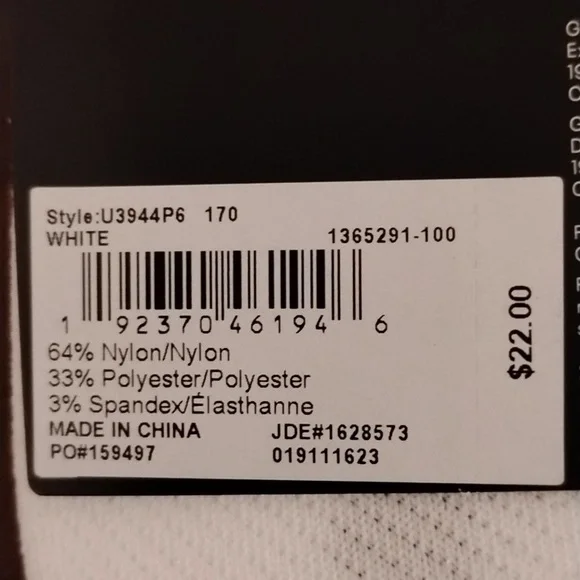 Style:U3944P6 170
WHITE 1365291-100
1 92370 46194 6
$22.00
64% Nylon/Nylon
33% Polyester/Polyester
3% Spandex/Élasthanne
MADE IN CHINA JDE#1628573
PO#159497 019111623